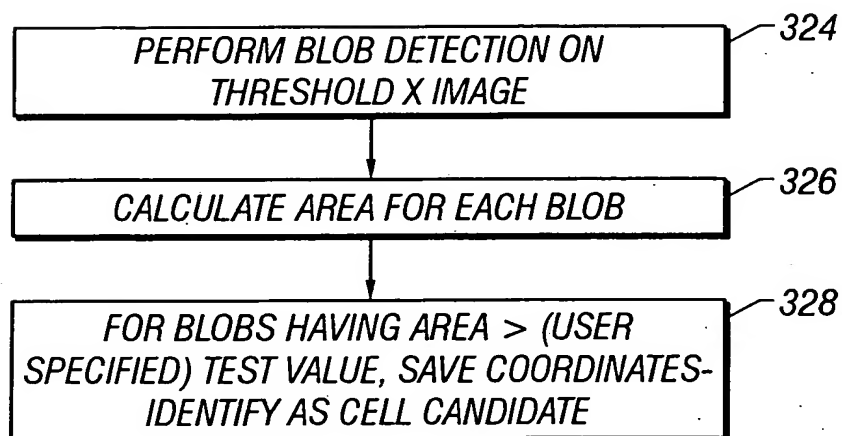 PERFORM BLOB DETECTION ON
THRESHOLD X IMAGE
324
CALCULATE AREA FOR EACH BLOB
326
FOR BLOBS HAVING AREA > (USER
SPECIFIED) TEST VALUE, SAVE COORDINATES-
IDENTIFY AS CELL CANDIDATE
328